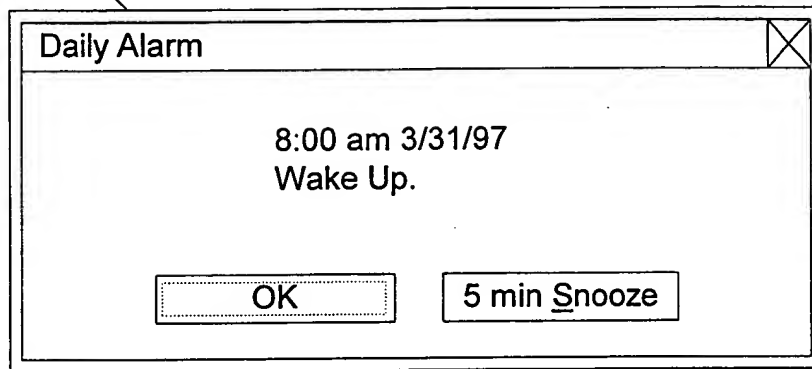 Daily Alarm
8:00 am 3/31/97
Wake Up.
OK
5 min Snooze